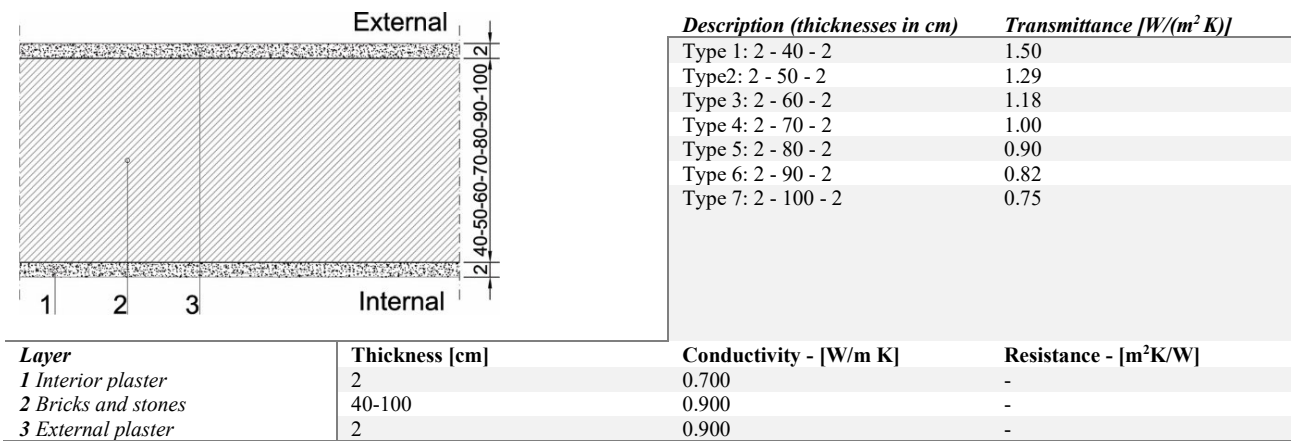 External
2
40-50-60-70-80-90-100
2
1 2 3 Internal
Description (thicknesses in cm) Transmittance [W/(m² K)]
Type 1: 2 - 40 - 2 1.50
Type2: 2 - 50 - 2 1.29
Type 3: 2 - 60 - 2 1.18
Type 4: 2 - 70 - 2 1.00
Type 5: 2 - 80 - 2 0.90
Type 6: 2 - 90 - 2 0.82
Type 7: 2 - 100 - 2 0.75
Layer Thickness [cm] Conductivity - [W/m K] Resistance - [m²K/W]
1 Interior plaster 2 0.700 -
2 Bricks and stones 40-100 0.900 -
3 External plaster 2 0.900 -